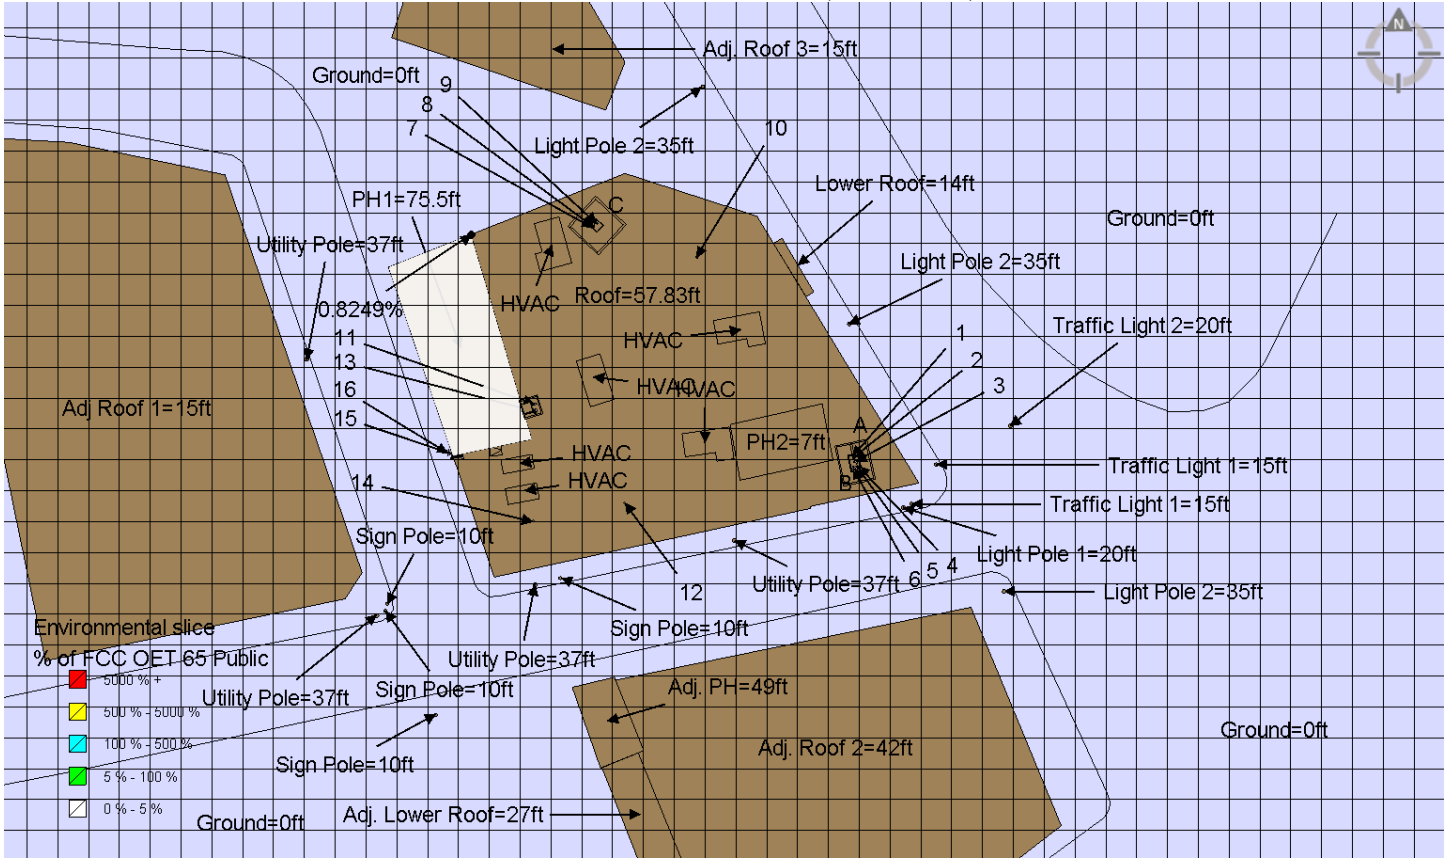 N
Adj. Roof 3=15ft
Ground=0ft
9
8
7
10
Light Pole 2=35ft
Lower Roof=14ft
PH1=75.5ft
C
Ground=0ft
Utility Pole=37ft
Light Pole 2=35ft
HVAC
Roof=57.83ft
0.8249%
Traffic Light 2=20ft
11
HVAC
1
13
2
16
HVAC
HVAC
3
Adj Roof 1=15ft
15
A
PH2=7ft
HVAC
Traffic Light 1=15ft
14
HVAC
B
Traffic Light 1=15ft
Sign Pole=10ft
Light Pole 1=20ft
4
5
6
Utility Pole=37ft
12
Light Pole 2=35ft
Environmental slice
Sign Pole=10ft
% of FCC OET 65 Public
Utility Pole=37ft
5000 % +
Sign Pole=10ft
Adj. PH=49ft
Utility Pole=37ft
500 % - 5000 %
Ground=0ft
100 % - 500 %
Adj. Roof 2=42ft
Sign Pole=10ft
5 % - 100 %
0 % - 5 %
Ground=0ft
Adj. Lower Roof=27ft